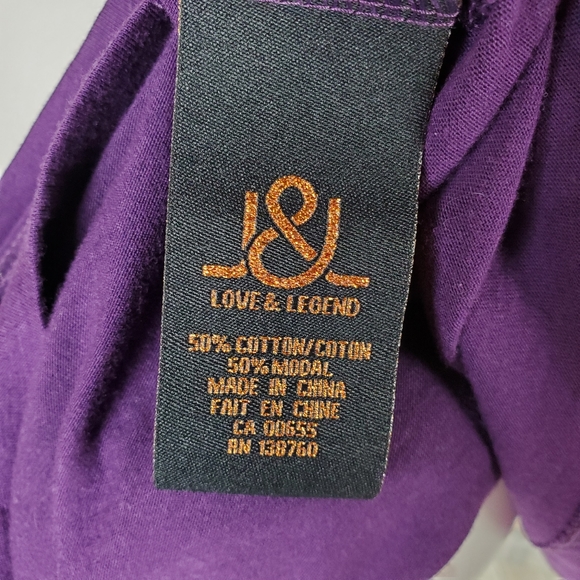 L&L
LOVE & LEGEND
50% COTTON/COTON
50% MODAL
MADE IN CHINA
FAIT EN CHINE
CA 00655
RN 138760